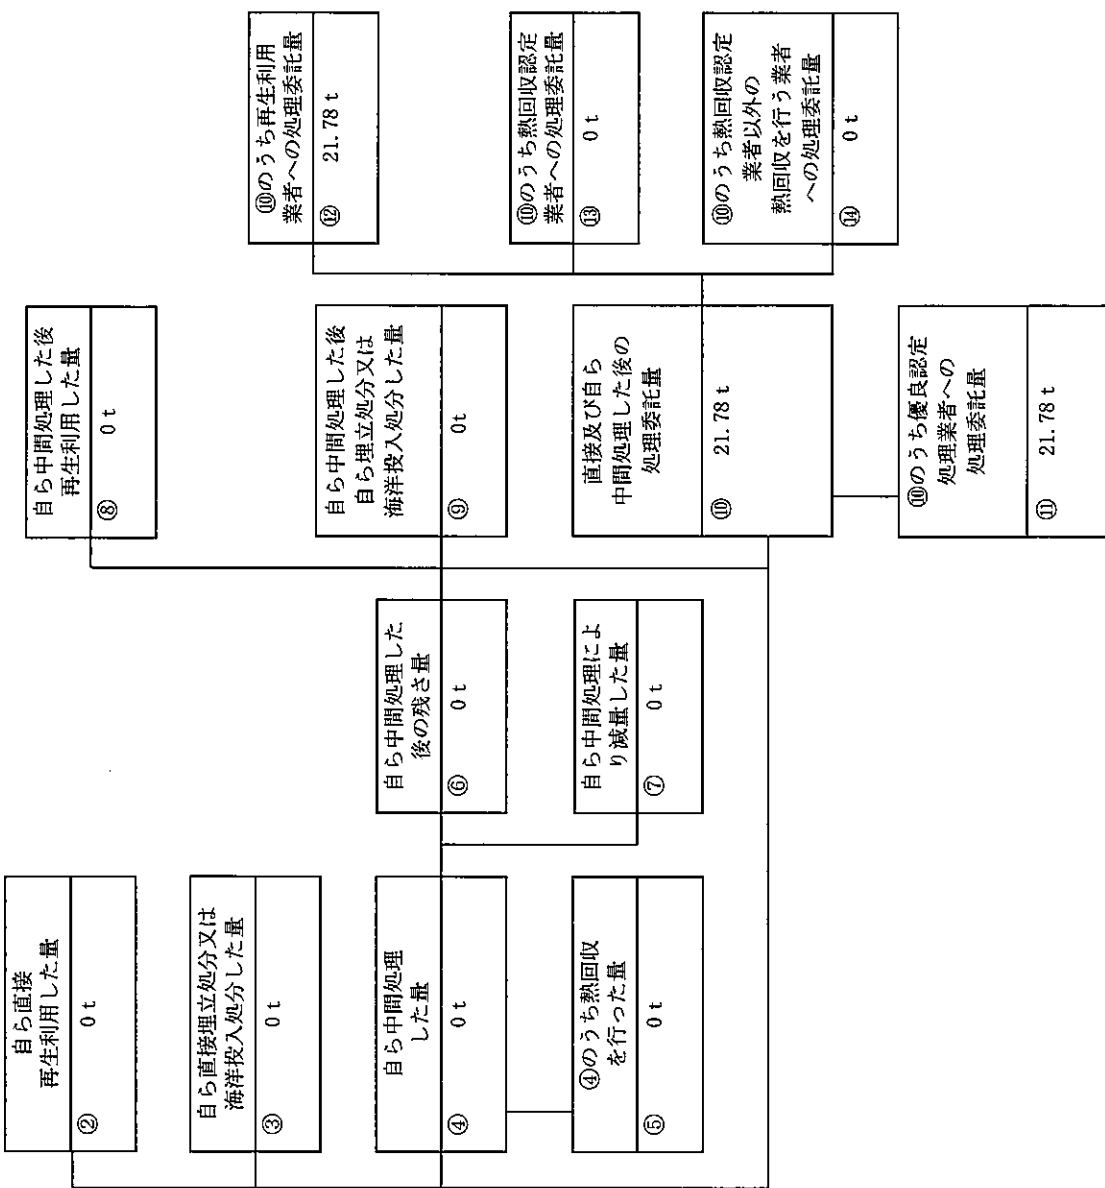 自ら直接
再生利用した量
② 0 t
自ら直接埋立処分又は
海洋投入処分した量
③ 0 t
自ら中間処理
した量
④ 0 t
④のうち熱回収
を行った量
⑤ 0 t
自ら中間処理した
後の残さ量
⑥ 0 t
自ら中間処理によ
り減量した量
⑦ 0 t
自ら中間処理した後
再生利用した量
⑧ 0 t
自ら中間処理した後
自ら埋立処分又は
海洋投入処分した量
⑨ 0t
直接及び自ら
中間処理した後の
処理委託量
⑩ 21.78 t
⑩のうち優良認定
処理業者への
処理委託量
⑪ 21.78 t
⑩のうち再生利用
業者への処理委託量
⑫ 21.78 t
⑩のうち熱回収認定
業者への処理委託量
⑬ 0 t
⑩のうち熱回収認定
業者以外の
熱回収を行う業者
への処理委託量
⑭ 0 t